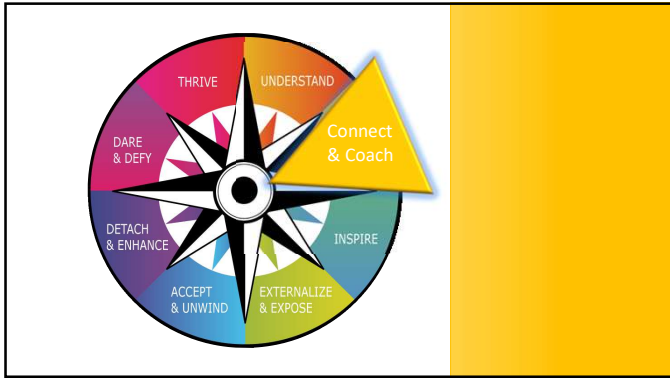 THRIVE
UNDERSTAND
Connect
& Coach
DARE
& DEFY
DETACH
& ENHANCE
INSPIRE
ACCEPT
& UNWIND
EXTERNALIZE
& EXPOSE